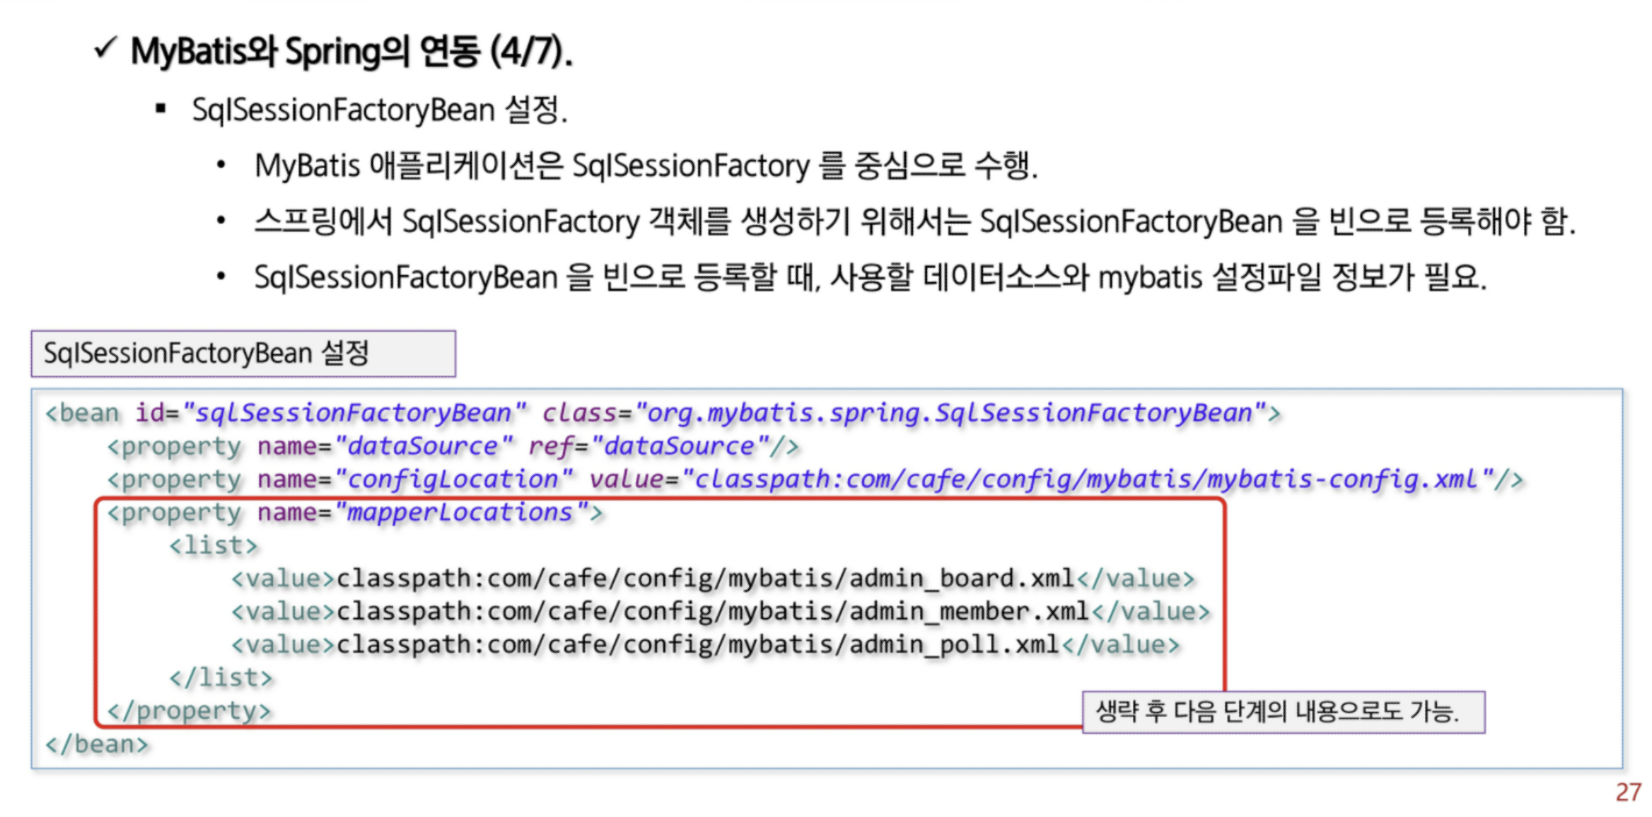 ✓ MyBatis와 Spring의 연동 (4/7).
▪ SqlSessionFactoryBean 설정.
• MyBatis 애플리케이션은 SqlSessionFactory 를 중심으로 수행.
• 스프링에서 SqlSessionFactory 객체를 생성하기 위해서는 SqlSessionFactoryBean 을 빈으로 등록해야 함.
• SqlSessionFactoryBean 을 빈으로 등록할 때, 사용할 데이터소스와 mybatis 설정파일 정보가 필요.
SqlSessionFactoryBean 설정
<bean id="sqlSessionFactoryBean" class="org.mybatis.spring.SqlSessionFactoryBean">
<property name="dataSource" ref="dataSource"/>
<property name="configLocation" value="classpath:com/cafe/config/mybatis/mybatis-config.xml"/>
<property name="mapperLocations">
<list>
<value>classpath:com/cafe/config/mybatis/admin_board.xml</value>
<value>classpath:com/cafe/config/mybatis/admin_member.xml</value>
<value>classpath:com/cafe/config/mybatis/admin_poll.xml</value>
</list>
</property>
생략 후 다음 단계의 내용으로도 가능.
</bean>
27